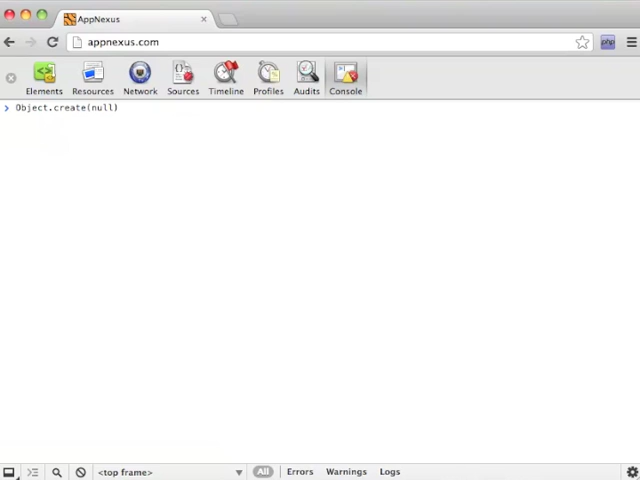 AppNexus
appnexus.com
php
Elements
Resources
Network
Sources
Timeline
Profiles
Audits
Console
> Object.create(null)
<top frame>
All
Errors
Warnings
Logs